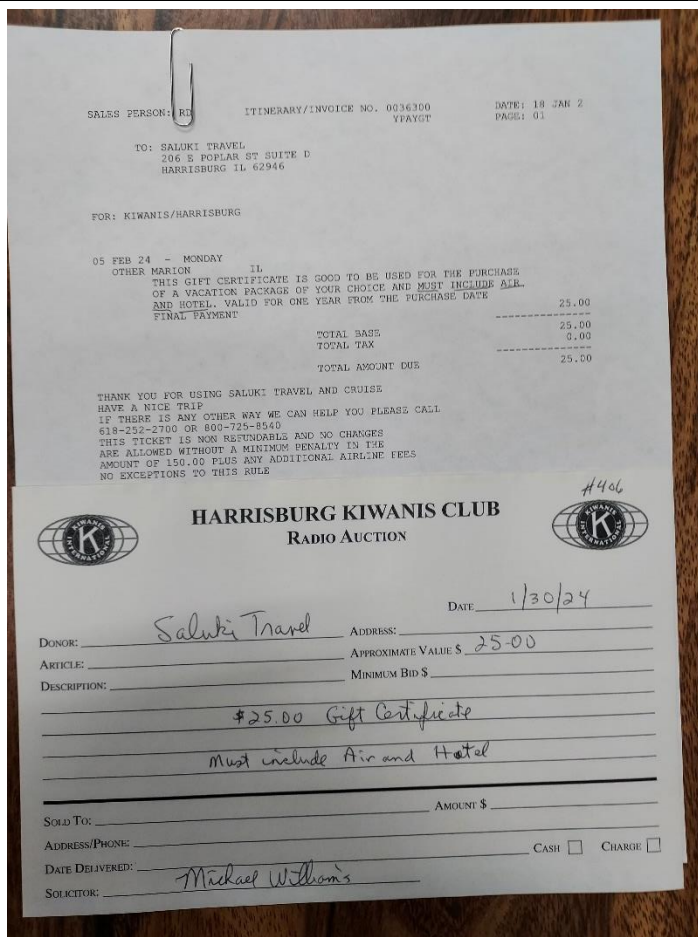 SALES PERSON: RD ITINERARY/INVOICE NO. 0036300 DATE: 18 JAN 2
YPAYGT PAGE: 01
TO: SALUKI TRAVEL
206 E POPLAR ST SUITE D
HARRISBURG IL 62946
FOR: KIWANIS/HARRISBURG
05 FEB 24 - MONDAY
OTHER MARION IL
THIS GIFT CERTIFICATE IS GOOD TO BE USED FOR THE PURCHASE
OF A VACATION PACKAGE OF YOUR CHOICE AND MUST INCLUDE AIR
AND HOTEL. VALID FOR ONE YEAR FROM THE PURCHASE DATE
FINAL PAYMENT 25.00
TOTAL BASE 25.00
TOTAL TAX 0.00
TOTAL AMOUNT DUE 25.00
THANK YOU FOR USING SALUKI TRAVEL AND CRUISE
HAVE A NICE TRIP
IF THERE IS ANY OTHER WAY WE CAN HELP YOU PLEASE CALL
618-252-2700 OR 800-725-8540
THIS TICKET IS NON REFUNDABLE AND NO CHANGES
ARE ALLOWED WITHOUT A MINIMUM PENALTY IN THE
AMOUNT OF 150.00 PLUS ANY ADDITIONAL AIRLINE FEES
NO EXCEPTIONS TO THIS RULE
#406
KIWANIS INTERNATIONAL K
HARRISBURG KIWANIS CLUB
RADIO AUCTION
KIWANIS INTERNATIONAL K
DATE 1/30/24
DONOR: Saluki Travel ADDRESS:
ARTICLE: APPROXIMATE VALUE $ 25.00
DESCRIPTION: MINIMUM BID $
$25.00 Gift Certificate
Must include Air and Hotel
SOLD TO: AMOUNT $
ADDRESS/PHONE:
DATE DELIVERED: CASH CHARGE
SOLICITOR: Michael Williams